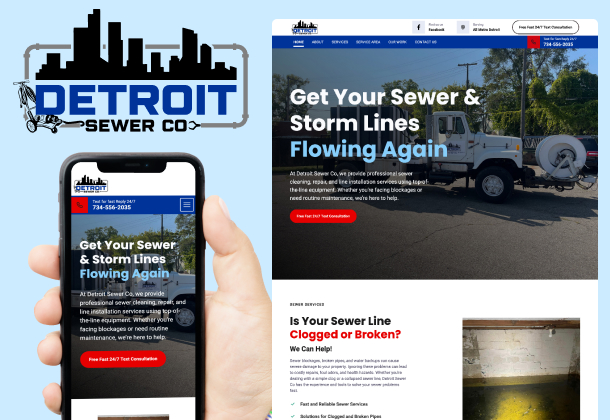 DETROIT
SEWER CO
DETROIT
SEWER CO
Text for fast Reply 24/7
734-556-2035
Get Your Sewer
& Storm Lines
Flowing Again
At Detroit Sewer Co, we provide
professional sewer cleaning, repair, and
line installation services using top-of-
the-line equipment. Whether you're
facing blockages or need routine
maintenance, we're here to help.
Free Fast 24/7 Text Consultation
DETROIT
Facebook
All Metro Detroit
Free Fast 24/7 Text Consultation
HOME
ABOUT
SERVICES
SERVICE AREA
OUR WORK
CONTACT US
Text for fast Reply 24/7
734-556-2035
Get Your Sewer &
Storm Lines
Flowing Again
At Detroit Sewer Co, we provide professional sewer
cleaning, repair, and line installation services using top-of-
the-line equipment. Whether you're facing blockages or
need routine maintenance, we're here to help.
Free Fast 24/7 Text Consultation
SEWER SERVICES
Is Your Sewer Line
Clogged or Broken?
We Can Help!
Sewer blockages, broken pipes, and water backups can cause
severe damage to your property. Ignoring these problems can lead
to costly repairs, foul odors, and health hazards. Whether you're
dealing with a simple clog or a collapsed sewer line, Detroit Sewer
Co has the expertise and tools to solve your sewer problems
fast.
Fast and Reliable Sewer Services
Solutions for Clogged and Broken Pipes